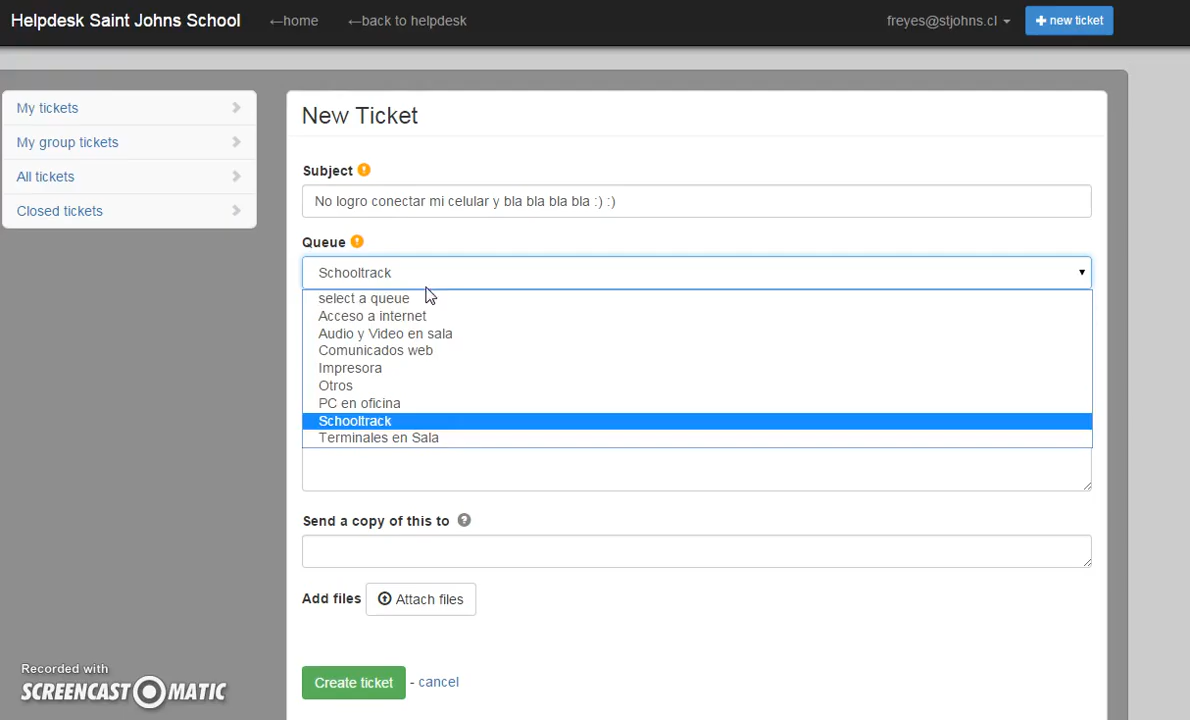 Helpdesk Saint Johns School ←home ←back to helpdesk freyes@stjohns.cl new ticket
My tickets
My group tickets
All tickets
Closed tickets
New Ticket
Subject
No logro conectar mi celular y bla bla bla bla :) :)
Queue
Schooltrack
select a queue
Acceso a internet
Audio y Video en sala
Comunicados web
Impresora
Otros
PC en oficina
Schooltrack
Terminales en Sala
Send a copy of this to
Add files Attach files
Create ticket - cancel
Recorded with
SCREENCAST-O-MATIC